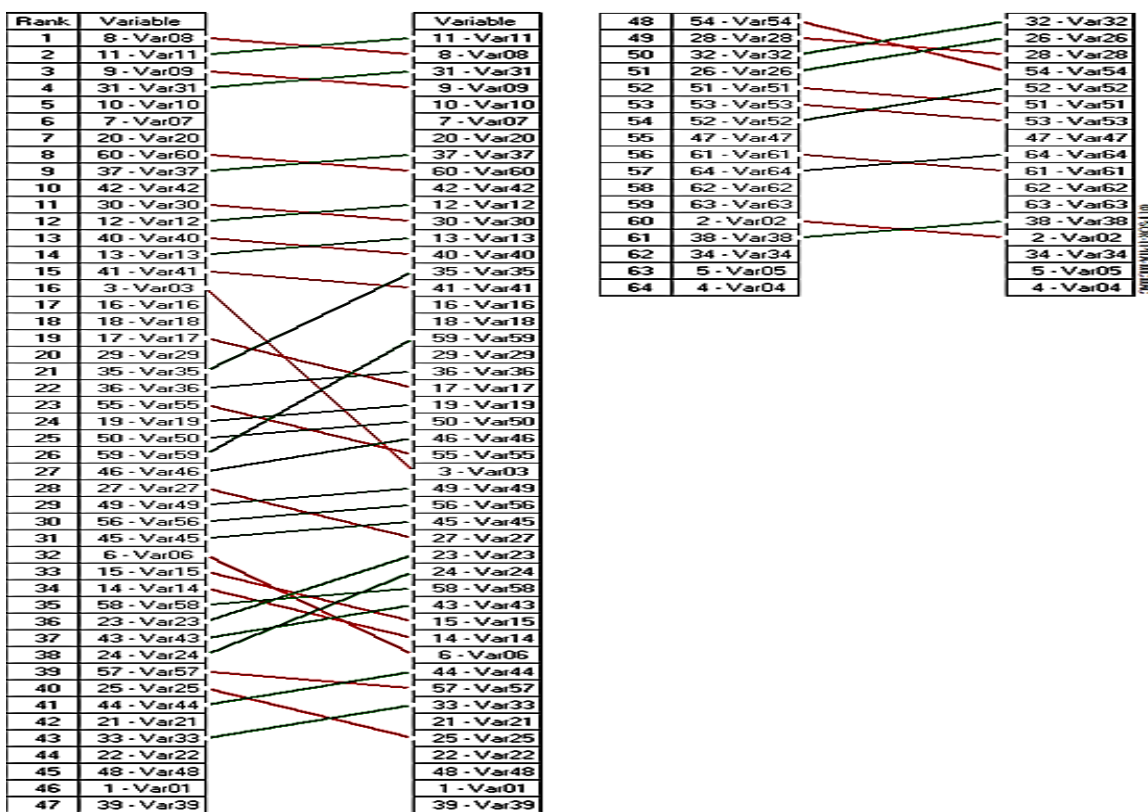 Rank Variable Variable
1 8 - Var08 11 - Var11
2 11 - Var11 8 - Var08
3 9 - Var09 31 - Var31
4 31 - Var31 9 - Var09
5 10 - Var10 10 - Var10
6 7 - Var07 7 - Var07
7 20 - Var20 20 - Var20
8 60 - Var60 37 - Var37
9 37 - Var37 60 - Var60
10 42 - Var42 42 - Var42
11 30 - Var30 12 - Var12
12 12 - Var12 30 - Var30
13 40 - Var40 13 - Var13
14 13 - Var13 40 - Var40
15 41 - Var41 35 - Var35
16 3 - Var03 41 - Var41
17 16 - Var16 16 - Var16
18 18 - Var18 18 - Var18
19 17 - Var17 59 - Var59
20 29 - Var29 29 - Var29
21 35 - Var35 36 - Var36
22 36 - Var36 17 - Var17
23 55 - Var55 19 - Var19
24 19 - Var19 50 - Var50
25 50 - Var50 46 - Var46
26 59 - Var59 55 - Var55
27 46 - Var46 3 - Var03
28 27 - Var27 49 - Var49
29 49 - Var49 56 - Var56
30 56 - Var56 45 - Var45
31 45 - Var45 27 - Var27
32 6 - Var06 23 - Var23
33 15 - Var15 24 - Var24
34 14 - Var14 58 - Var58
35 58 - Var58 43 - Var43
36 23 - Var23 15 - Var15
37 43 - Var43 14 - Var14
38 24 - Var24 6 - Var06
39 57 - Var57 44 - Var44
40 25 - Var25 57 - Var57
41 44 - Var44 33 - Var33
42 21 - Var21 21 - Var21
43 33 - Var33 25 - Var25
44 22 - Var22 22 - Var22
45 48 - Var48 48 - Var48
46 1 - Var01 1 - Var01
47 39 - Var39 39 - Var39
48 54 - Var54 32 - Var32
49 28 - Var28 26 - Var26
50 32 - Var32 28 - Var28
51 26 - Var26 54 - Var54
52 51 - Var51 52 - Var52
53 53 - Var53 51 - Var51
54 52 - Var52 53 - Var53
55 47 - Var47 47 - Var47
56 61 - Var61 64 - Var64
57 64 - Var64 61 - Var61
58 62 - Var62 62 - Var62
59 63 - Var63 63 - Var63
60 2 - Var02 38 - Var38
61 38 - Var38 2 - Var02
62 34 - Var34 34 - Var34
63 5 - Var05 5 - Var05
64 4 - Var04 4 - Var04